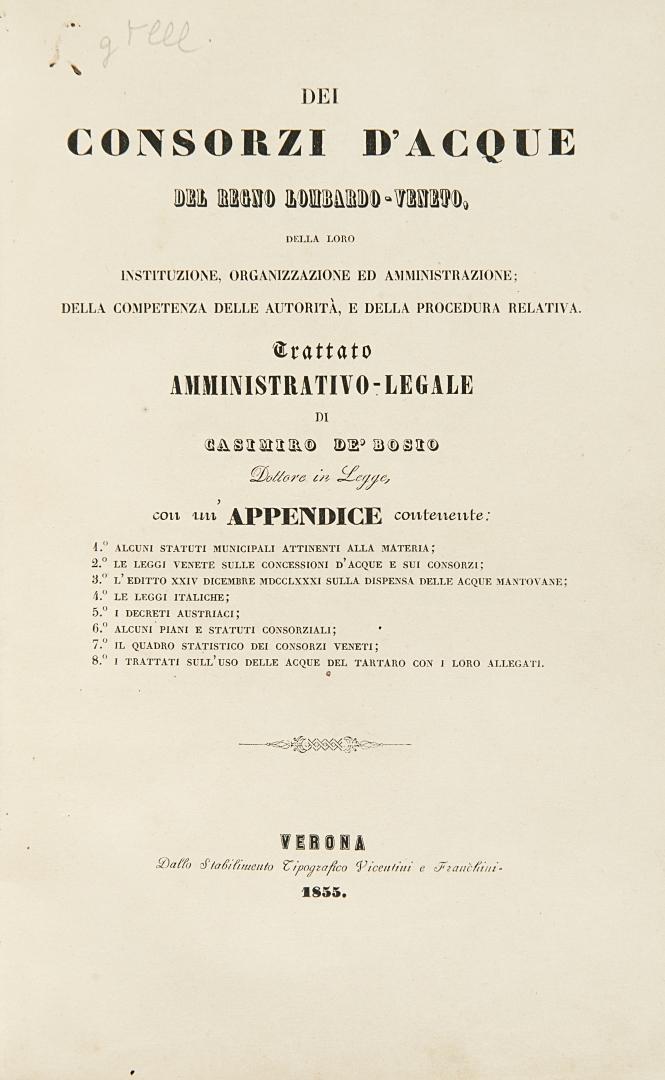 DEI
CONSORZI D'ACQUE
DEL REGNO LOMBARDO-VENETO,
DELLA LORO
INSTITUZIONE, ORGANIZZAZIONE ED AMMINISTRAZIONE;
DELLA COMPETENZA DELLE AUTORITÀ, E DELLA PROCEDURA RELATIVA.
Trattato
AMMINISTRATIVO-LEGALE
DI
CASIMIRO DE' BOSIO
Dottore in Legge,
con un' APPENDICE contenente:
1.° ALCUNI STATUTI MUNICIPALI ATTINENTI ALLA MATERIA;
2.° LE LEGGI VENETE SULLE CONCESSIONI D'ACQUE E SUI CONSORZI;
3.° L'EDITTO XXIV DICEMBRE MDCCLXXXI SULLA DISPENSA DELLE ACQUE MANTOVANE;
4.° LE LEGGI ITALICHE;
5.° I DECRETI AUSTRIACI;
6.° ALCUNI PIANI E STATUTI CONSORZIALI;
7.° IL QUADRO STATISTICO DEI CONSORZI VENETI;
8.° I TRATTATI SULL'USO DELLE ACQUE DEL TARTARO CON I LORO ALLEGATI.
VERONA
Dallo Stabilimento Tipografico Vicentini e Franchini-
1855.